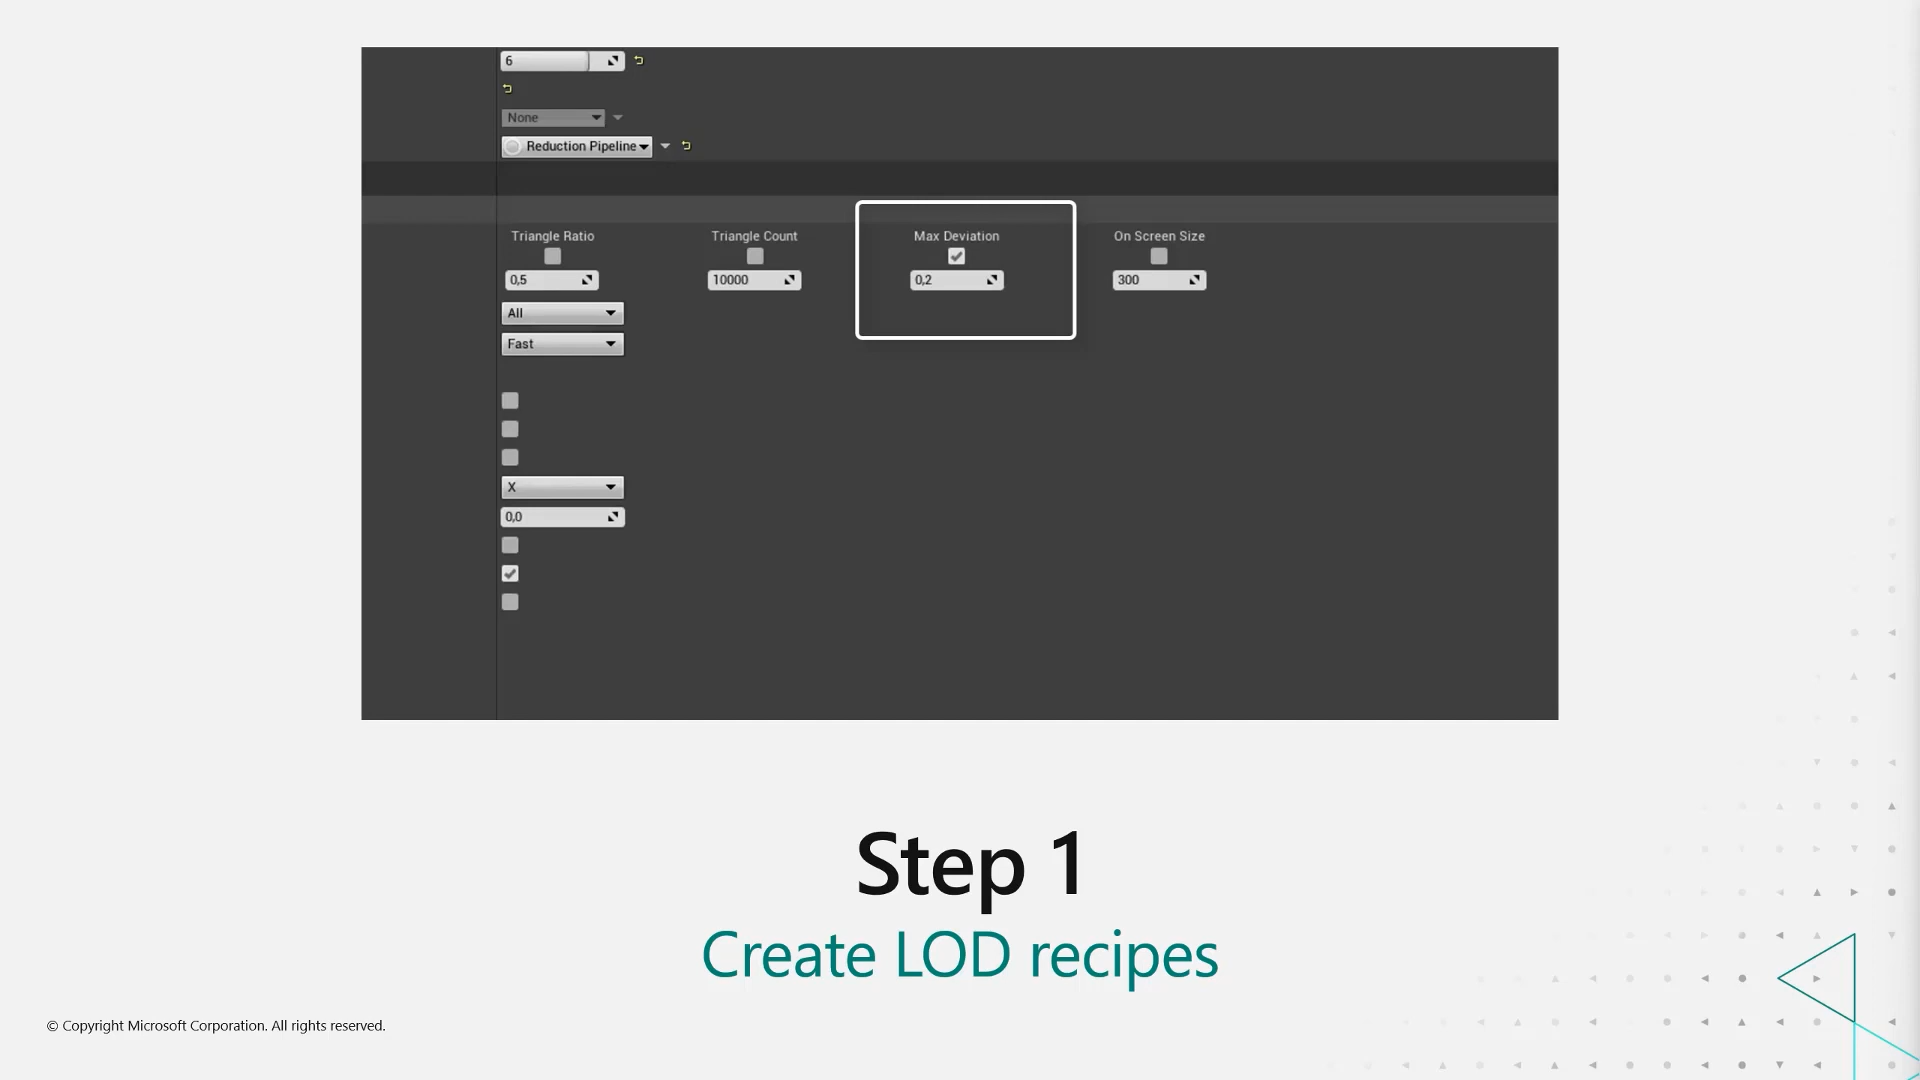 6
None
Reduction Pipeline
Triangle Ratio Triangle Count Max Deviation On Screen Size
0,5 10000 0,2 300
All
Fast
X
0,0
Step 1
Create LOD recipes
© Copyright Microsoft Corporation. All rights reserved.